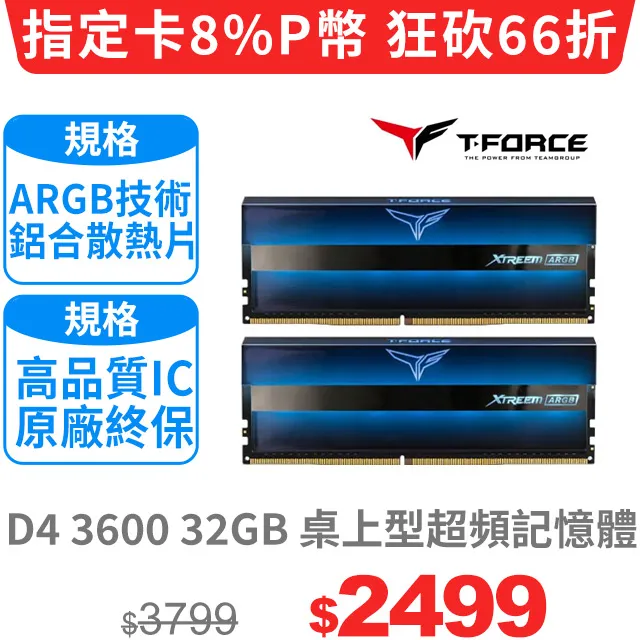 指定卡8%P幣 狂砍66折
規格
ARGB技術
鋁合散熱片
規格
高品質IC
原廠終保
T-FORCE
THE POWER FROM TEAMGROUP
T-FORCE
XTREEM ARGB
T-FORCE
XTREEM ARGB
D4 3600 32GB 桌上型超頻記憶體
$3799
$2499